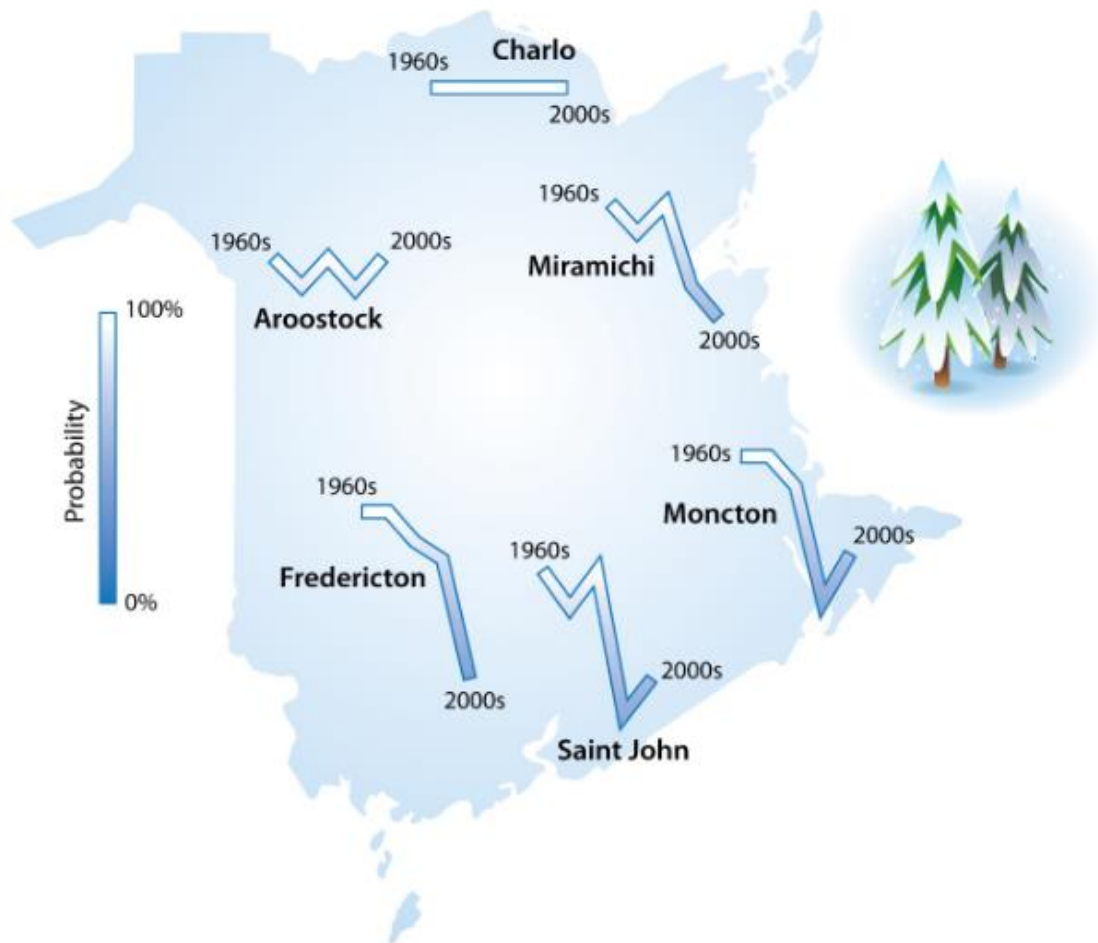 Charlo
1960s
2000s
1960s
Miramichi
2000s
1960s
2000s
Aroostock
100%
Probability
0%
1960s
Moncton
2000s
1960s
Fredericton
2000s
1960s
2000s
Saint John